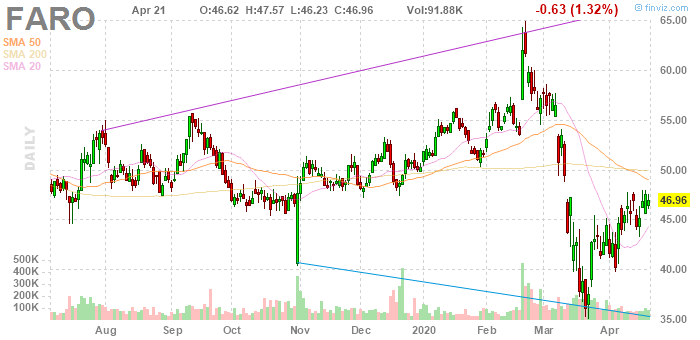 FARO Apr 21 O:46.62 H:47.57 L:46.23 C:46.96 Vol:91.88K -0.63 (1.32%)
© finviz.com
SMA 50
SMA 200
SMA 20
DAILY
65.00
60.00
55.00
50.00
46.96
45.00
40.00
35.00
500K
400K
300K
200K
100K
Aug Sep Oct Nov Dec 2020 Feb Mar Apr